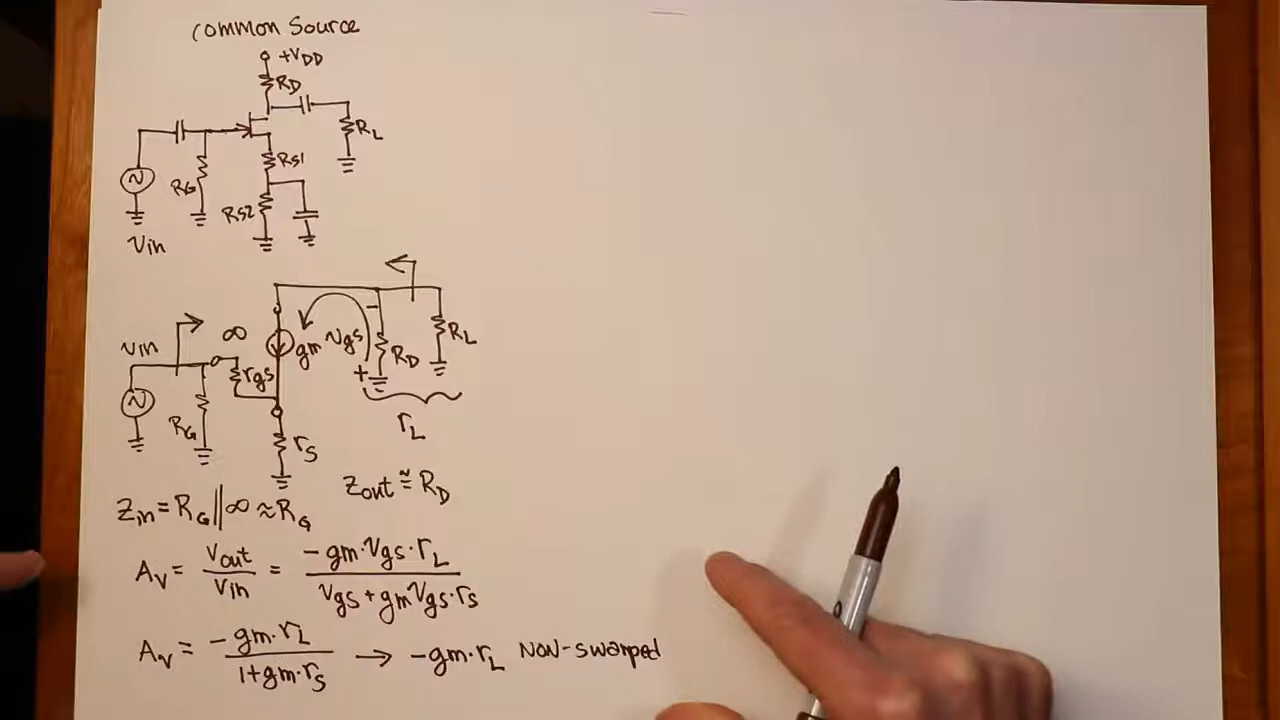 Common Source
+VDD
RD
RL
RS1
RG
RS2
Vin
∞
gm vgs
vin
rgs
RD
RL
+
−
RG
rL
rS
Zout ≅ RD
Zin = RG || ∞ ≈ RG
Av = Vout / Vin = −gm·Vgs·rL / Vgs + gm Vgs·rs
Av = −gm·rL / 1+gm·rs → −gm·rL Non-swamped